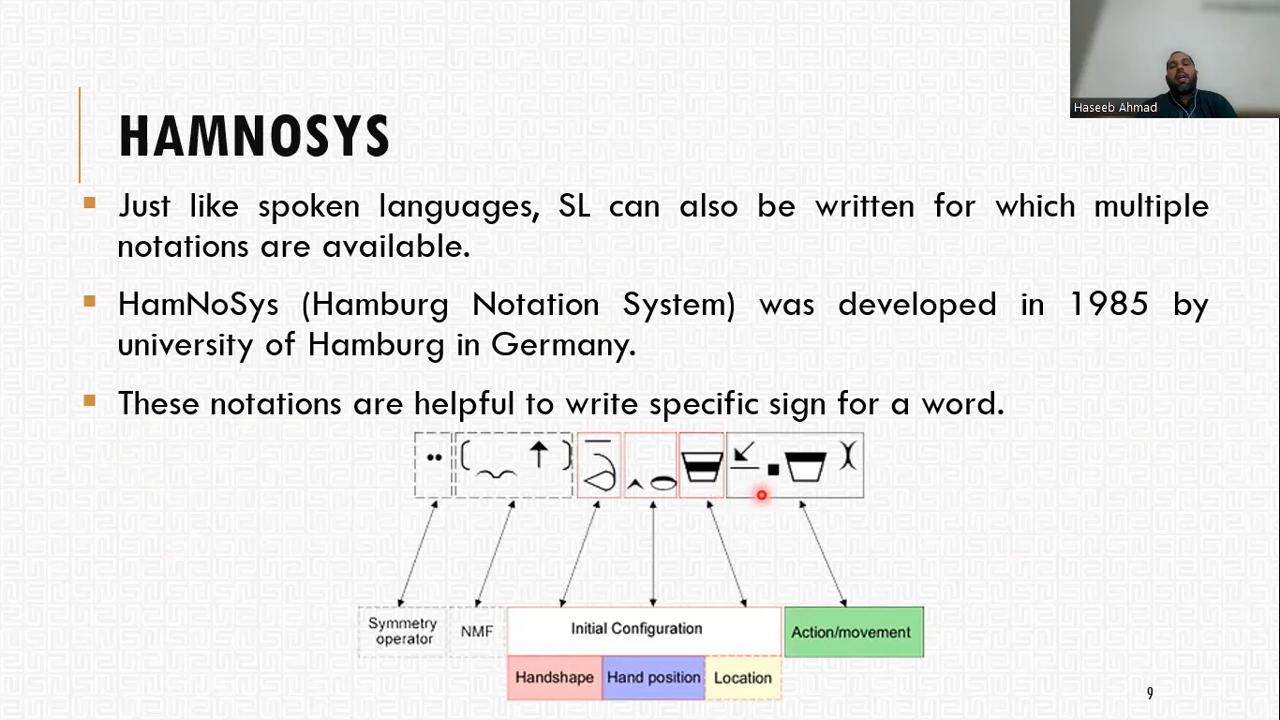 Haseeb Ahmad
HAMNOSYS
Just like spoken languages, SL can also be written for which multiple
notations are available.
HamNoSys (Hamburg Notation System) was developed in 1985 by
university of Hamburg in Germany.
These notations are helpful to write specific sign for a word.
Symmetry
operator
NMF
Initial Configuration
Action/movement
Handshape
Hand position
Location
9